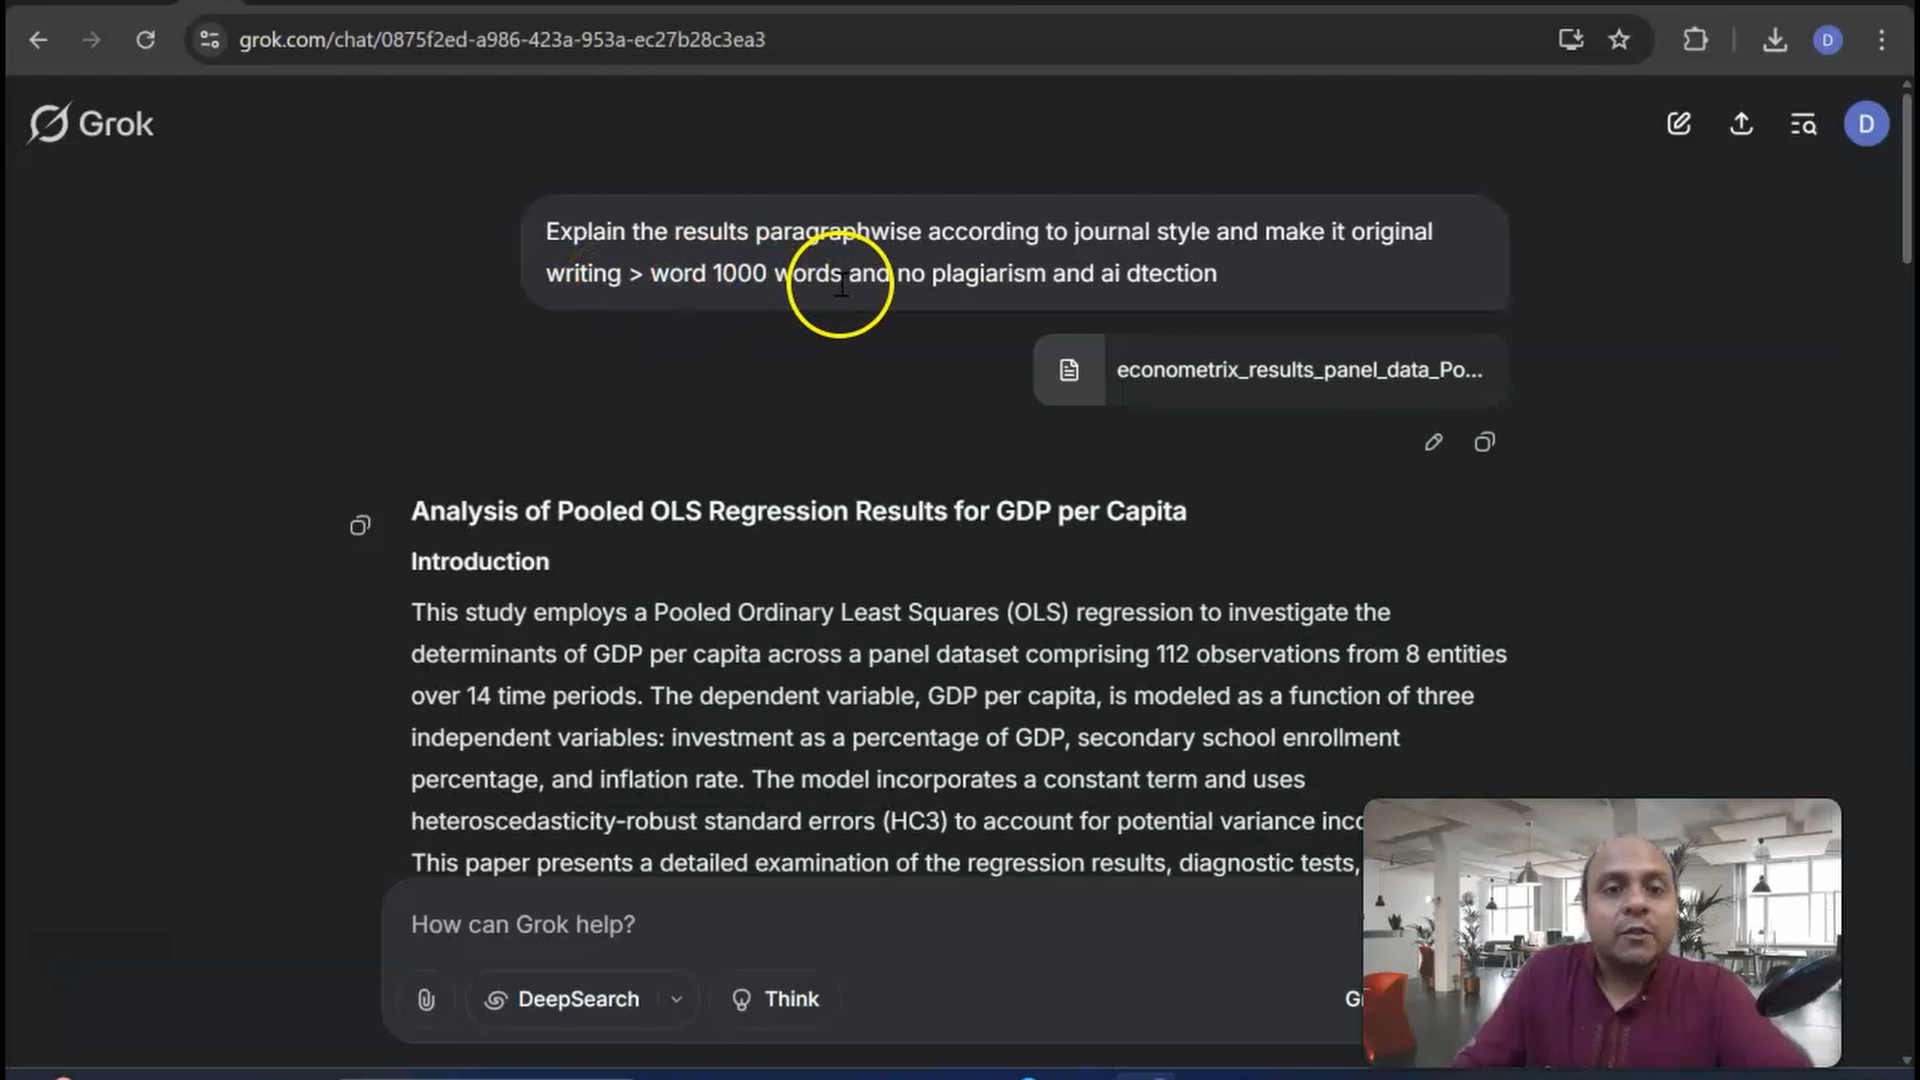 grok.com/chat/0875f2ed-a986-423a-953a-ec27b28c3ea3
D
Grok
D
Explain the results paragraphwise according to journal style and make it original
writing > word 1000 words and no plagiarism and ai dtection
econometrix_results_panel_data_Po...
Analysis of Pooled OLS Regression Results for GDP per Capita
Introduction
This study employs a Pooled Ordinary Least Squares (OLS) regression to investigate the
determinants of GDP per capita across a panel dataset comprising 112 observations from 8 entities
over 14 time periods. The dependent variable, GDP per capita, is modeled as a function of three
independent variables: investment as a percentage of GDP, secondary school enrollment
percentage, and inflation rate. The model incorporates a constant term and uses
heteroscedasticity-robust standard errors (HC3) to account for potential variance
This paper presents a detailed examination of the regression results, diagnostic tests,
How can Grok help?
DeepSearch
Think